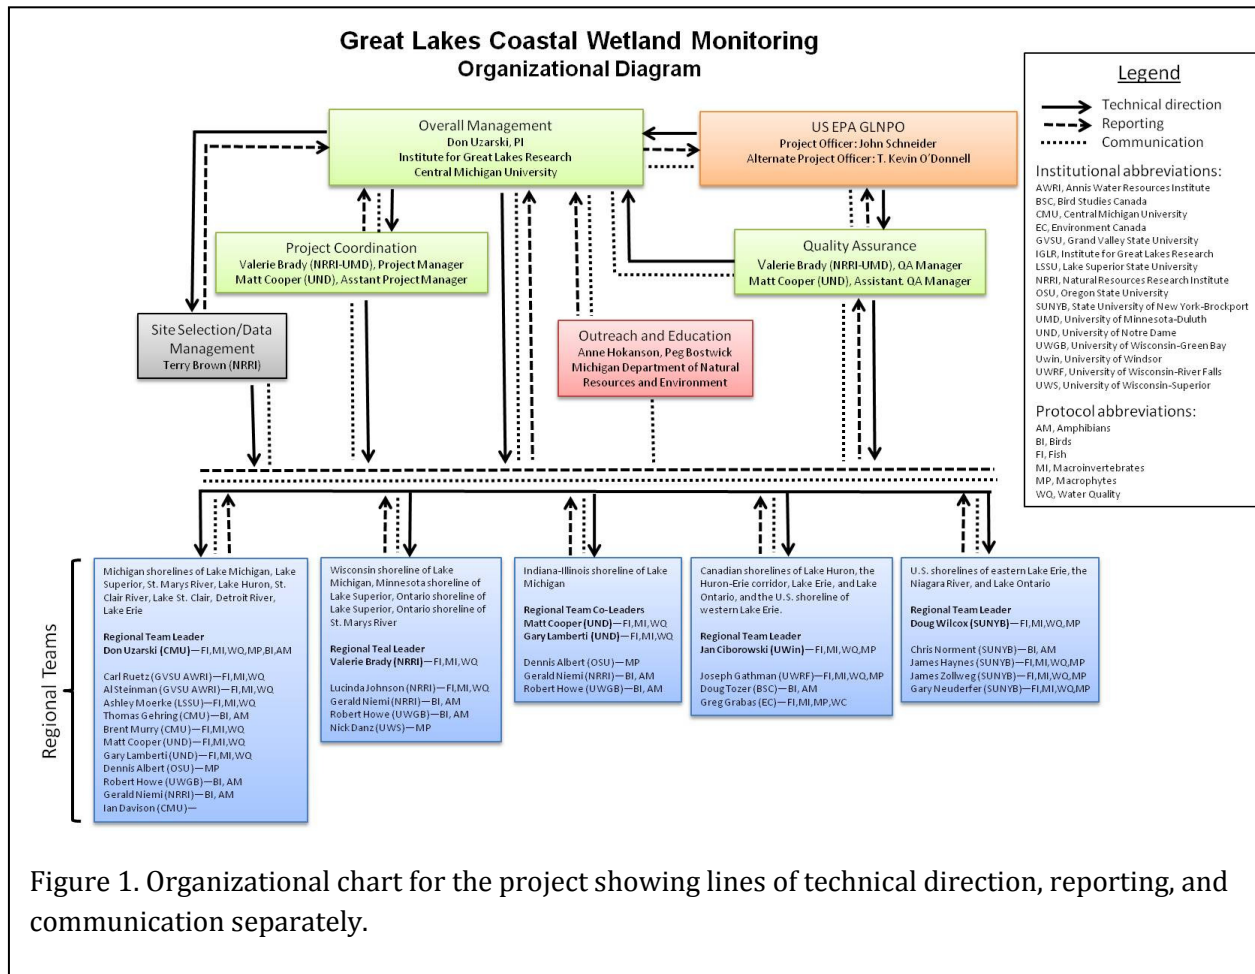 Great Lakes Coastal Wetland Monitoring
Organizational Diagram
Overall Management
Don Uzarski, PI
Institute for Great Lakes Research
Central Michigan University
US EPA GLNPO
Project Officer: John Schneider
Alternate Project Officer: T. Kevin O'Donnell
Project Coordination
Valerie Brady (NRRI-UMD), Project Manager
Matt Cooper (UND), Asstant Project Manager
Quality Assurance
Valerie Brady (NRRI-UMD), QA Manager
Matt Cooper (UND), Assistant. QA Manager
Site Selection/Data
Management
Terry Brown (NRRI)
Outreach and Education
Anne Hokanson, Peg Bostwick
Michigan Department of Natural
Resources and Environment
Legend
Technical direction
Reporting
Communication
Institutional abbreviations:
AWRI, Annis Water Resources Institute
BSC, Bird Studies Canada
CMU, Central Michigan University
EC, Environment Canada
GVSU, Grand Valley State University
IGLR, Institute for Great Lakes Research
LSSU, Lake Superior State University
NRRI, Natural Resources Research Institute
OSU, Oregon State University
SUNYB, State University of New York-Brockport
UMD, University of Minnesota-Duluth
UND, University of Notre Dame
UWGB, University of Wisconsin-Green Bay
Uwin, University of Windsor
UWRF, University of Wisconsin-River Falls
UWS, University of Wisconsin-Superior
Protocol abbreviations:
AM, Amphibians
BI, Birds
FI, Fish
MI, Macroinvertebrates
MP, Macrophytes
WQ, Water Quality
Regional Teams
Michigan shorelines of Lake Michigan, Lake
Superior, St. Marys River, Lake Huron, St.
Clair River, Lake St. Clair, Detroit River,
Lake Erie
Regional Team Leader
Don Uzarski (CMU)—FI,MI,WQ,MP,BI,AM
Carl Ruetz (GVSU AWRI)—FI,MI,WQ
Al Steinman (GVSU AWRI)—FI,MI,WQ
Ashley Moerke (LSSU)—FI,MI,WQ
Thomas Gehring (CMU)—BI, AM
Brent Murry (CMU)—FI,MI,WQ
Matt Cooper (UND)—FI,MI,WQ
Gary Lamberti (UND)—FI,MI,WQ
Dennis Albert (OSU)—MP
Robert Howe (UWGB)—BI, AM
Gerald Niemi (NRRI)—BI, AM
Ian Davison (CMU)—
Wisconsin shoreline of Lake
Michigan, Minnesota shoreline of
Lake Superior, Ontario shoreline of
Lake Superior, Ontario shoreline of
St. Marys River
Regional Teal Leader
Valerie Brady (NRRI)—FI,MI,WQ
Lucinda Johnson (NRRI)—FI,MI,WQ
Gerald Niemi (NRRI)—BI, AM
Robert Howe (UWGB)—BI, AM
Nick Danz (UWS)—MP
Indiana-Illinois shoreline of Lake
Michigan
Regional Team Co-Leaders
Matt Cooper (UND)—FI,MI,WQ
Gary Lamberti (UND)—FI,MI,WQ
Dennis Albert (OSU)—MP
Gerald Niemi (NRRI)—BI, AM
Robert Howe (UWGB)—BI, AM
Canadian shorelines of Lake Huron, the
Huron-Erie corridor, Lake Erie, and Lake
Ontario, and the U.S. shoreline of
western Lake Erie.
Regional Team Leader
Jan Ciborowski (UWin)—FI,MI,WQ,MP
Joseph Gathman (UWRF)—FI,MI,WQ,MP
Doug Tozer (BSC)—BI, AM
Greg Grabas (EC)—FI,MI,MP,WC
U.S. shorelines of eastern Lake Erie, the
Niagara River, and Lake Ontario
Regional Team Leader
Doug Wilcox (SUNYB)—FI,MI,WQ,MP
Chris Norment (SUNYB)—BI, AM
James Haynes (SUNYB)—FI,MI,WQ,MP
James Zollweg (SUNYB)—FI,MI,WQ,MP
Gary Neuderfer (SUNYB)—FI,MI,WQ,MP
Figure 1. Organizational chart for the project showing lines of technical direction, reporting, and
communication separately.